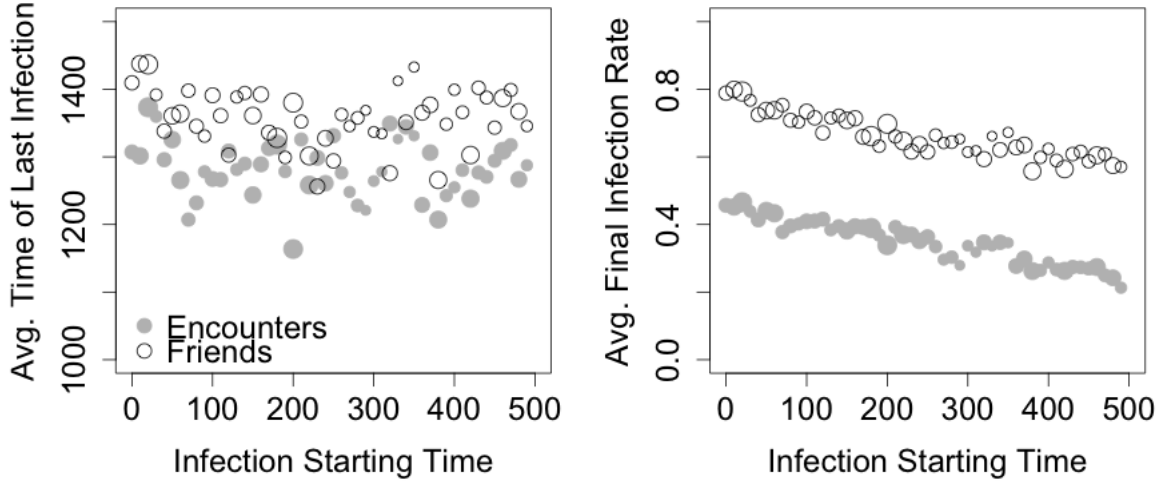 Avg. Time of Last Infection
1400
1200
1000
Encounters
Friends
0 100 200 300 400 500
Infection Starting Time
Avg. Final Infection Rate
0.8
0.4
0.0
0 100 200 300 400 500
Infection Starting Time